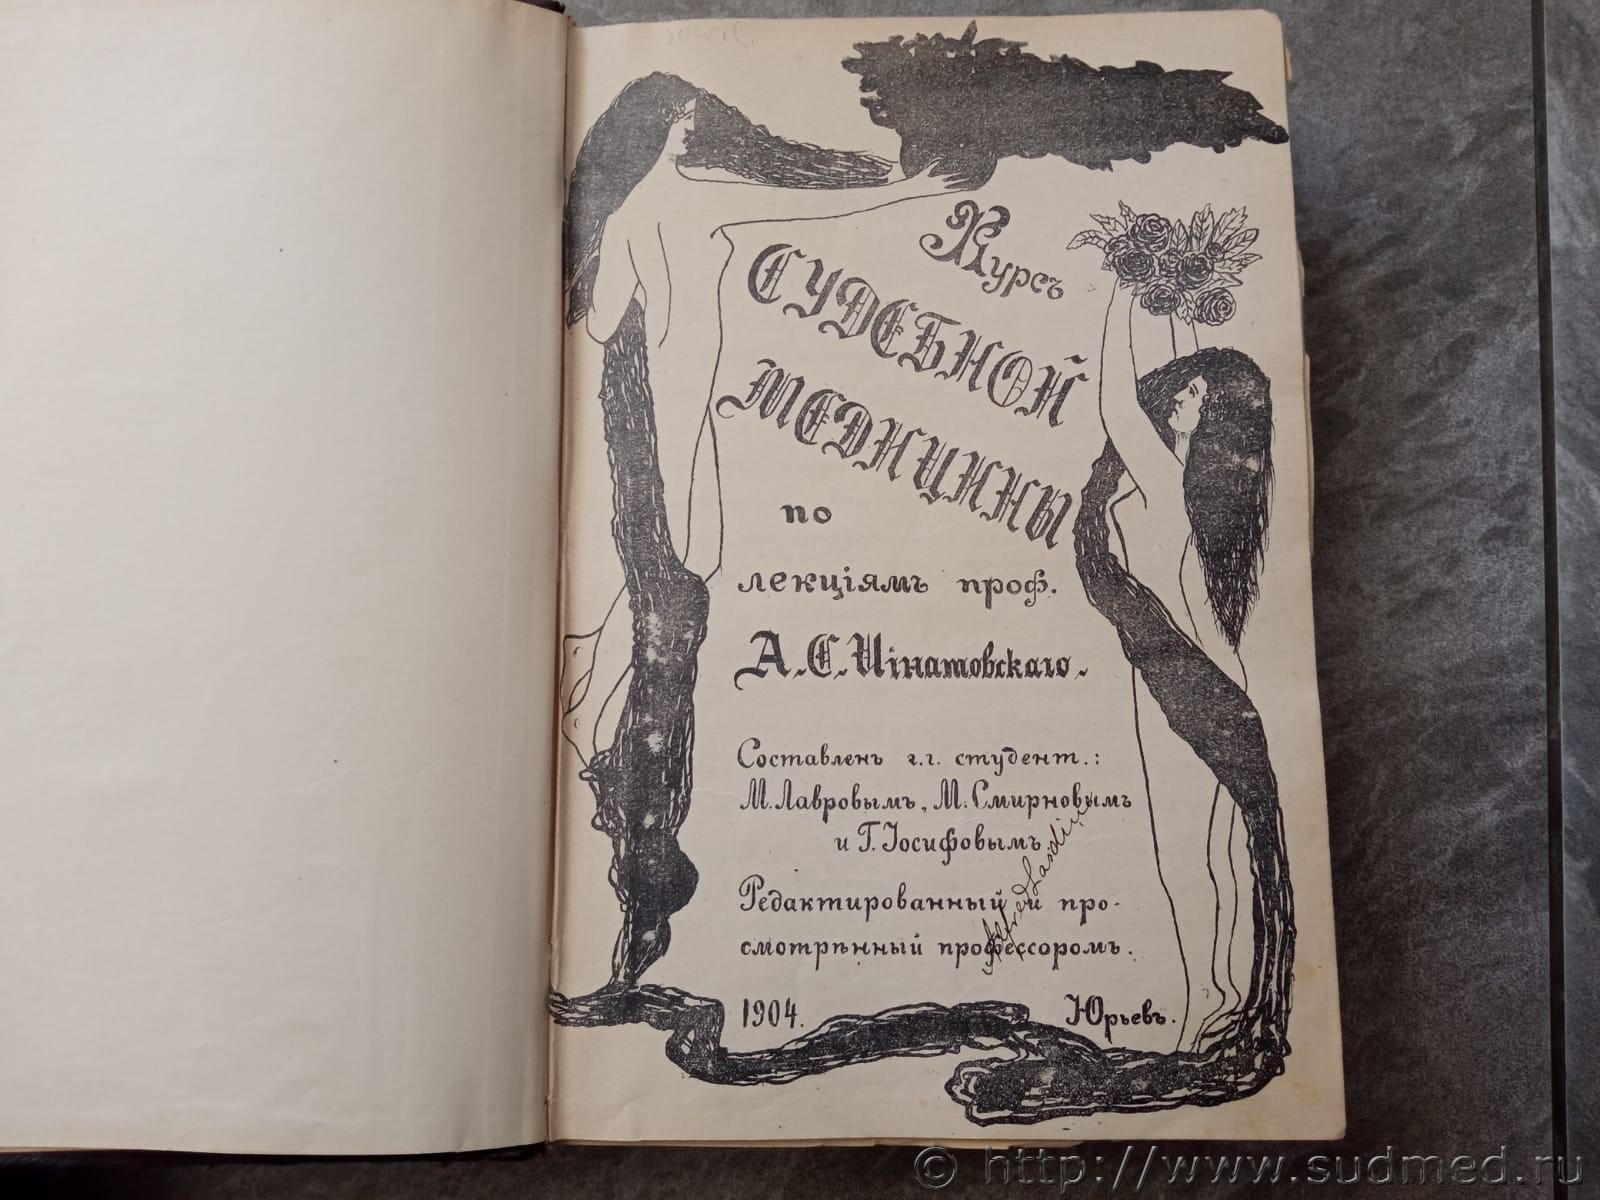 Курсъ
СУДЕБНОЙ
МЕДИЦИНЫ
по
лекціямъ проф.
А. С. Игнатовскаго.
Составленъ г.г. студент.:
М. Лавровымъ, М. Смирновымъ
и Г. Іосифовымъ.
Редактированный и про-
смотрѣнный профессоромъ.
1904. Юрьевъ.
© http://www.sudmed.ru